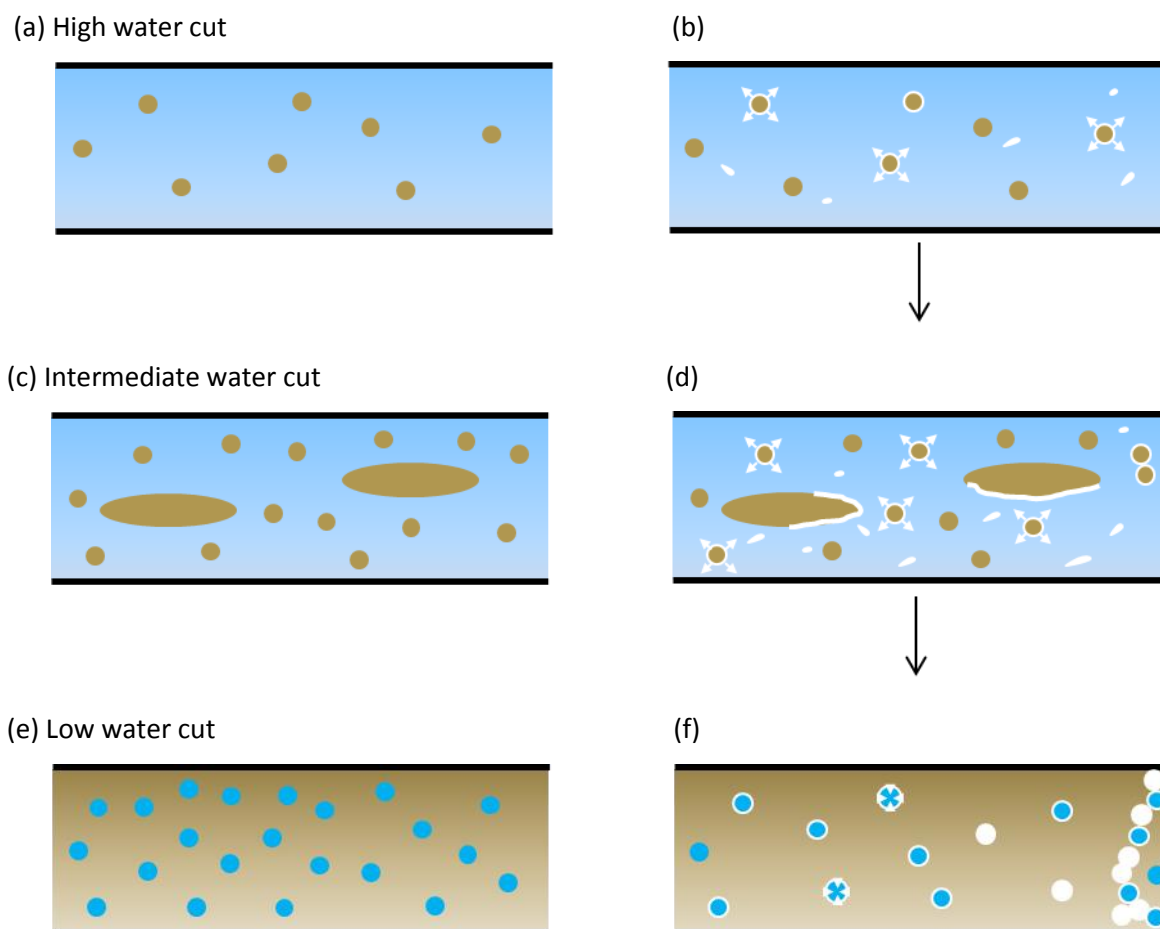 (a) High water cut
(b)
(c) Intermediate water cut
(d)
(e) Low water cut
(f)